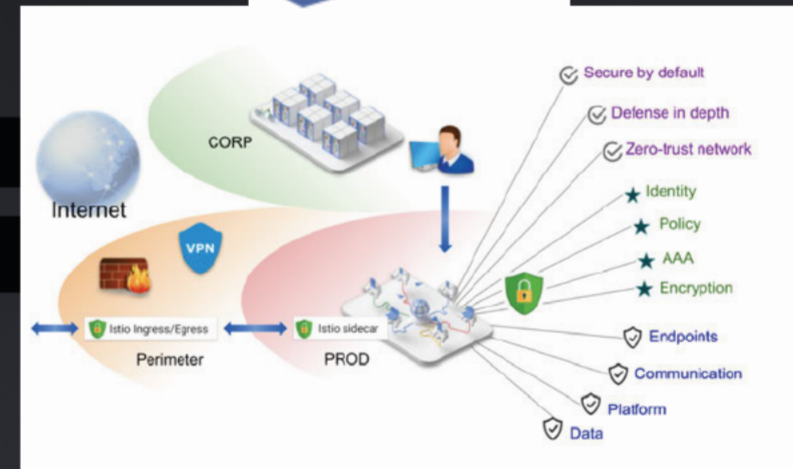 Secure by default
Defense in depth
CORP
Zero-trust network
Internet
Identity
Policy
VPN
AAA
Encryption
Istio Ingress/Egress
Istio sidecar
Endpoints
Perimeter
PROD
Communication
Platform
Data